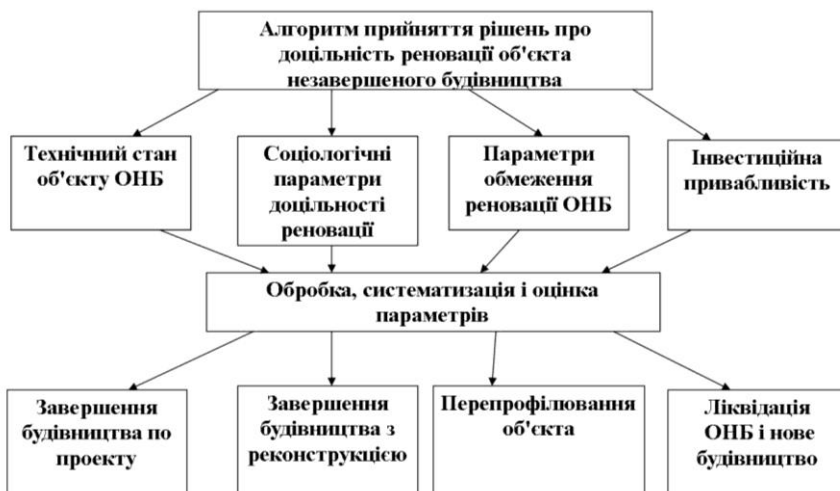 Алгоритм прийняття рішень про
доцільність реновації об'єкта
незавершеного будівництва
Технічний стан
об'єкту ОНБ
Соціологічні
параметри
доцільності
реновації
Параметри
обмеження
реновації ОНБ
Інвестиційна
привабливість
Обробка, систематизація і оцінка
параметрів
Завершення
будівництва по
проекту
Завершення
будівництва з
реконструкцією
Перепрофілювання
об'єкта
Ліквідація
ОНБ і нове
будівництво